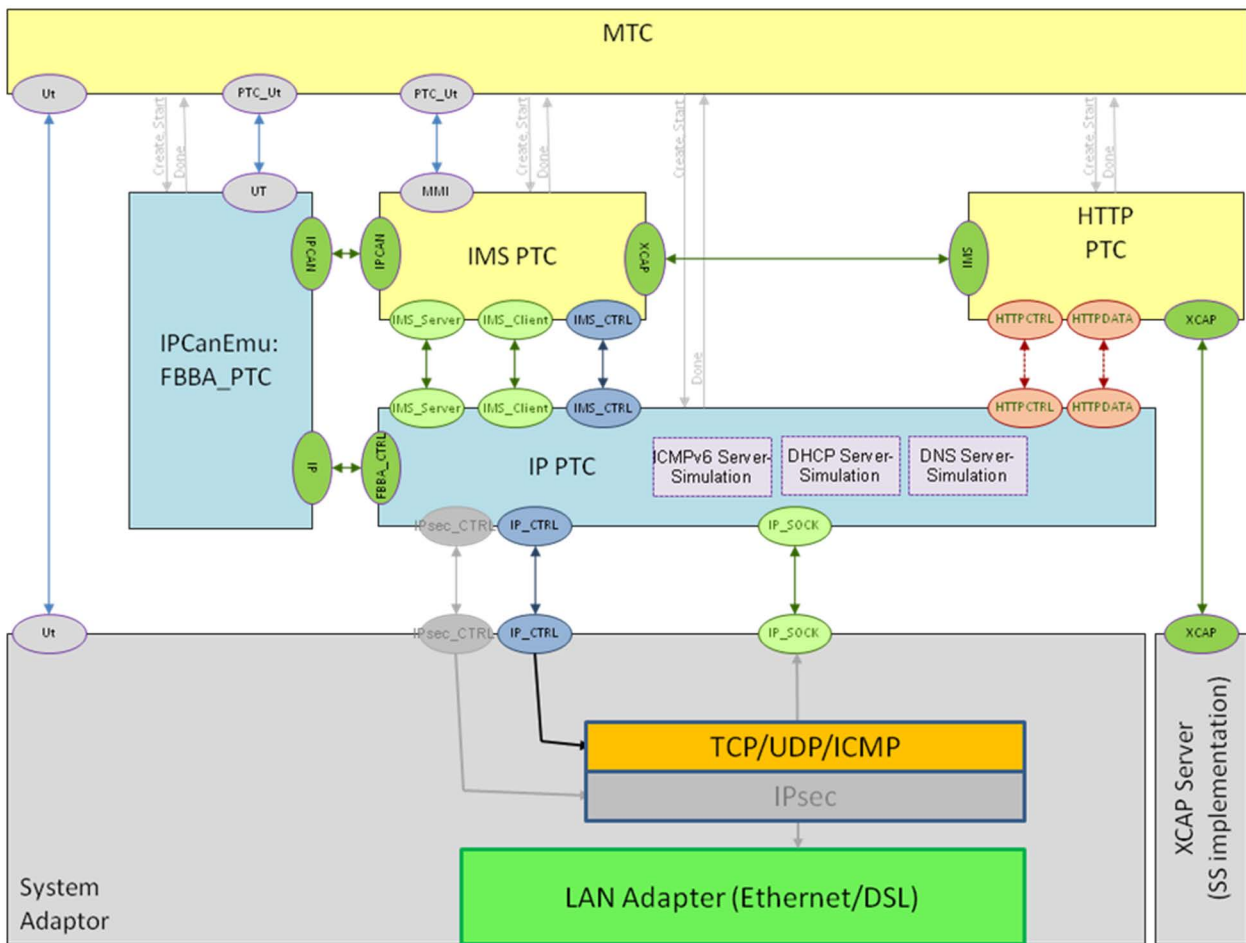 MTC
Ut
PTC_Ut
PTC_Ut
Create_Start
Done
Create_Start
Done
Create_Start
Done
Create_Start
Done
UT
MMI
IPCAN
IPCAN
IMS PTC
XCAP
IMS
HTTP
PTC
IMS_Server
IMS_Client
IMS_CTRL
HTTPCTRL
HTTPDATA
XCAP
IPCanEmu:
FBBA_PTC
IMS_Server
IMS_Client
IMS_CTRL
HTTPCTRL
HTTPDATA
IP
FBBA_CTRL
IP PTC
ICMPv6 Server-
Simulation
DHCP Server-
Simulation
DNS Server-
Simulation
IPsec_CTRL
IP_CTRL
IP_SOCK
Ut
IPsec_CTRL
IP_CTRL
IP_SOCK
XCAP
TCP/UDP/ICMP
IPsec
LAN Adapter (Ethernet/DSL)
System
Adaptor
XCAP Server
(SS implementation)